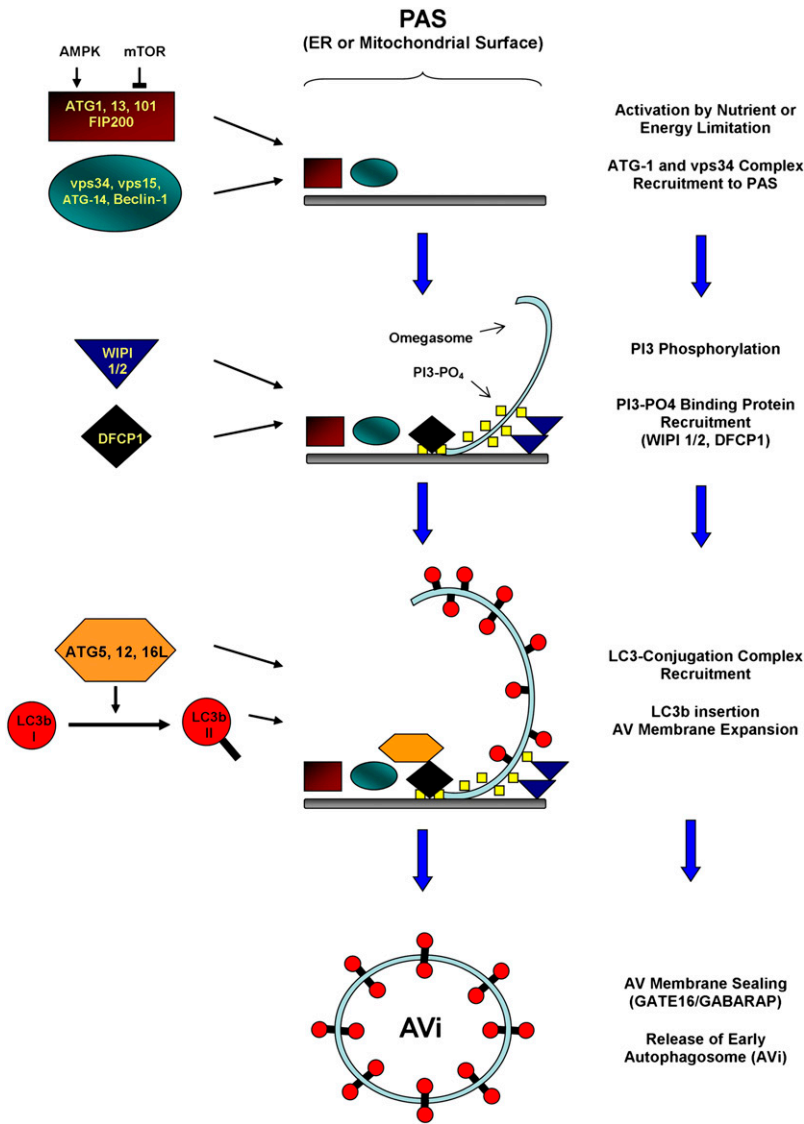 PAS
(ER or Mitochondrial Surface)
AMPK mTOR
ATG1, 13, 101
FIP200
vps34, vps15,
ATG-14, Beclin-1
Activation by Nutrient or
Energy Limitation
ATG-1 and vps34 Complex
Recruitment to PAS
WIPI
1/2
DFCP1
Omegasome
PI3-PO₄
PI3 Phosphorylation
PI3-PO4 Binding Protein
Recruitment
(WIPI 1/2, DFCP1)
ATG5, 12, 16L
LC3b
I
LC3b
II
LC3-Conjugation Complex
Recruitment
LC3b insertion
AV Membrane Expansion
AVi
AV Membrane Sealing
(GATE16/GABARAP)
Release of Early
Autophagosome (AVi)